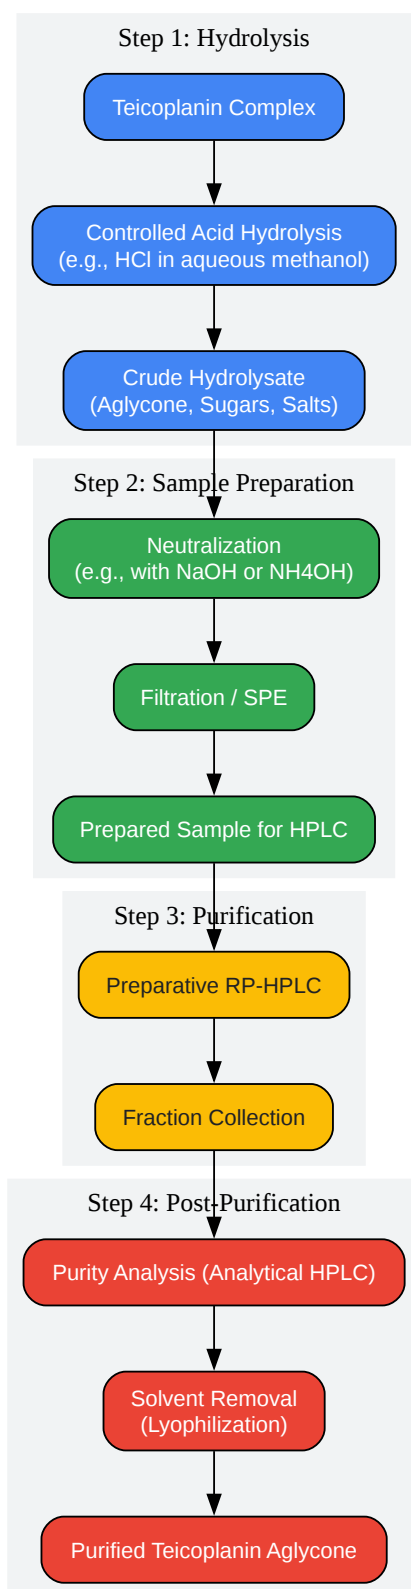 Step 1: Hydrolysis
Teicoplanin Complex
Controlled Acid Hydrolysis
(e.g., HCl in aqueous methanol)
Crude Hydrolysate
(Aglycone, Sugars, Salts)
Step 2: Sample Preparation
Neutralization
(e.g., with NaOH or NH4OH)
Filtration / SPE
Prepared Sample for HPLC
Step 3: Purification
Preparative RP-HPLC
Fraction Collection
Step 4: Post-Purification
Purity Analysis (Analytical HPLC)
Solvent Removal
(Lyophilization)
Purified Teicoplanin Aglycone